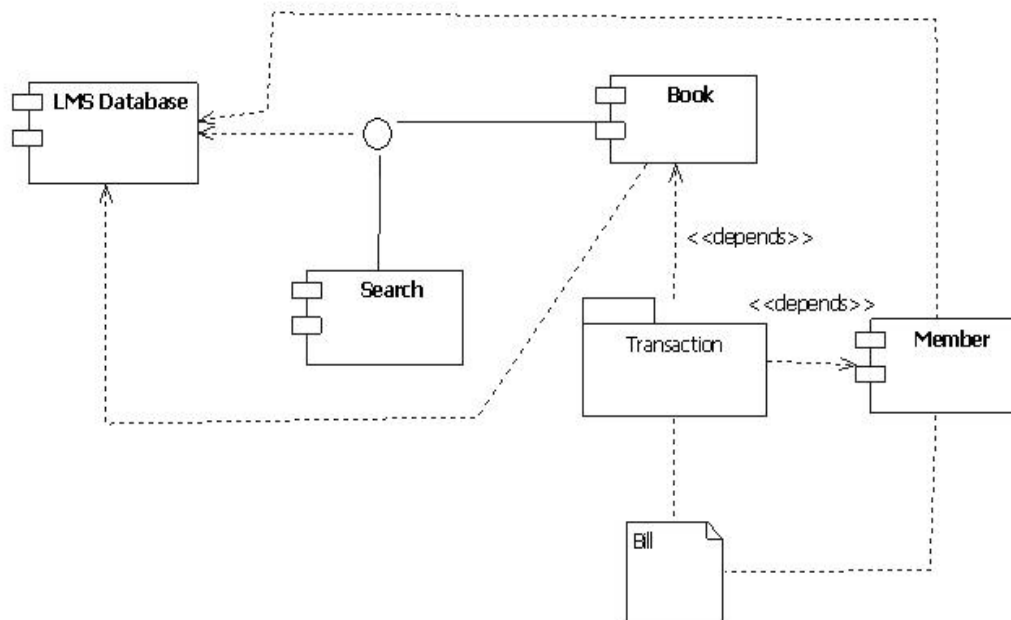 LMS Database
Book
<<depends>>
Search
<<depends>>
Transaction
Member
Bill